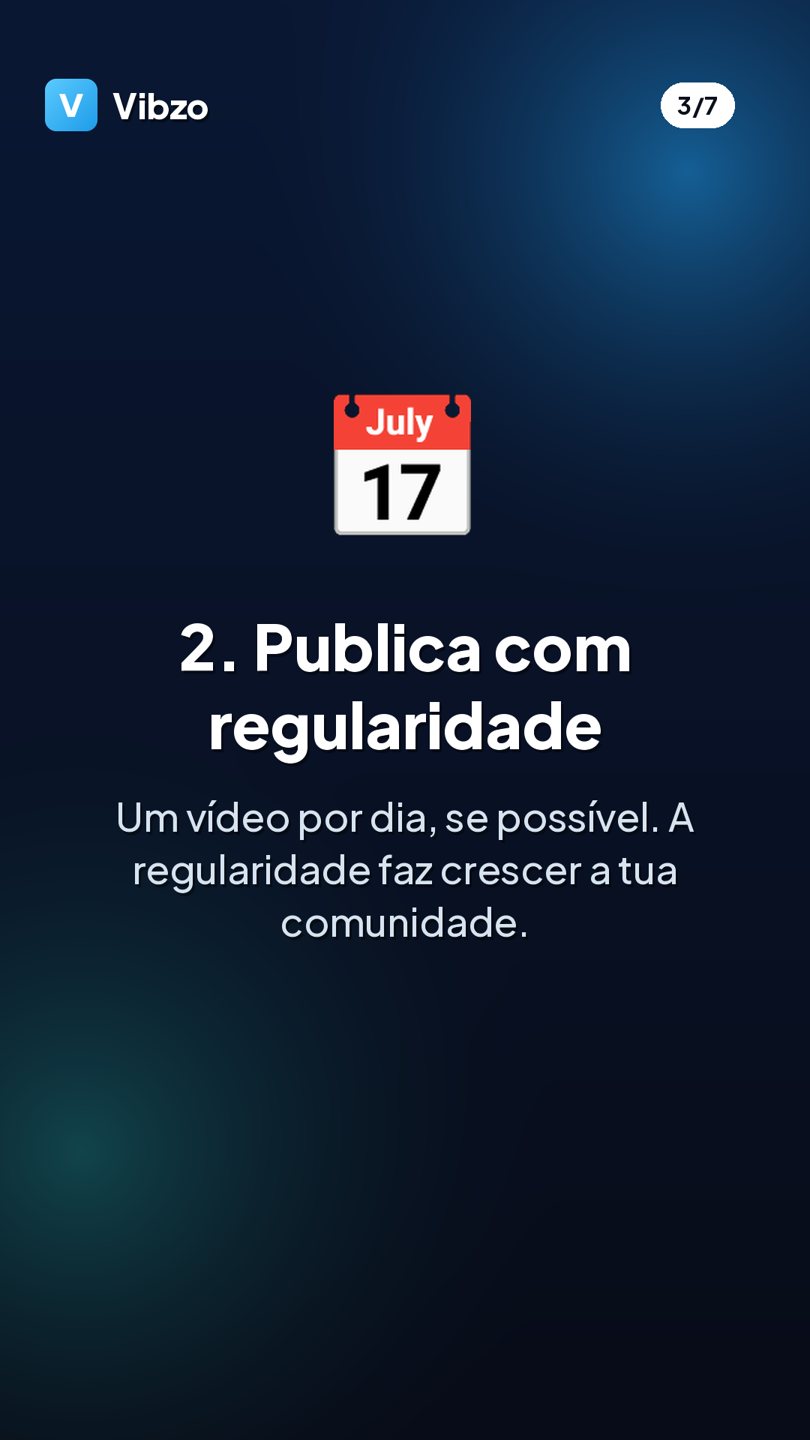 V Vibzo
3/7
July
17
2. Publica com
regularidade
Um vídeo por dia, se possível. A
regularidade faz crescer a tua
comunidade.